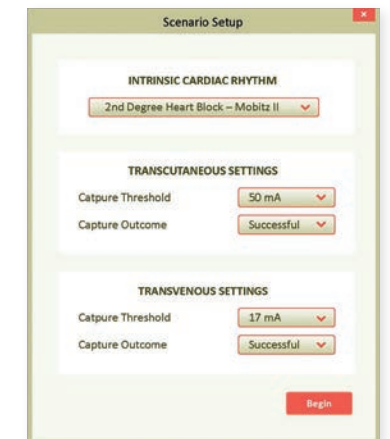 Scenario Setup
×
INTRINSIC CARDIAC RHYTHM
2nd Degree Heart Block – Mobitz II
TRANSCUTANEOUS SETTINGS
Catpure Threshold 50 mA
Capture Outcome Successful
TRANSVENOUS SETTINGS
Catpure Threshold 17 mA
Capture Outcome Successful
Begin